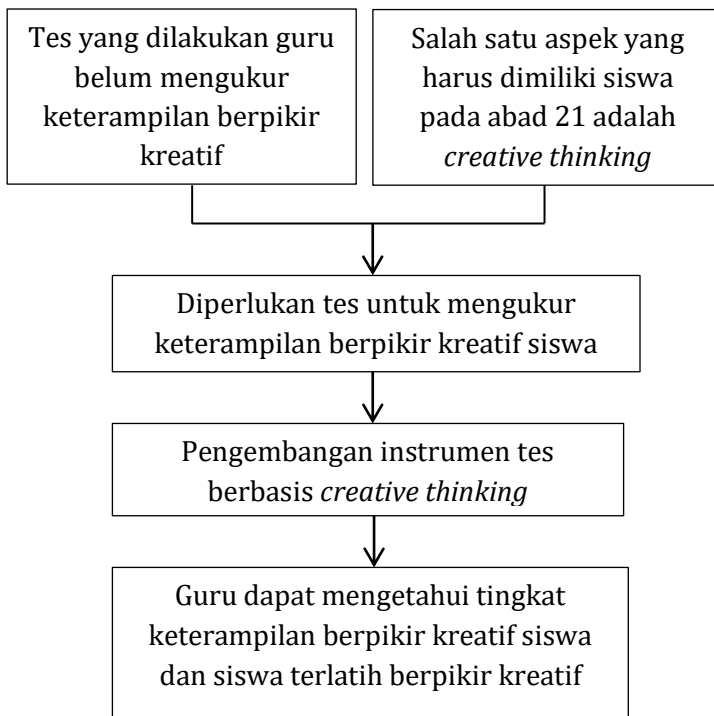 Tes yang dilakukan guru
belum mengukur
keterampilan berpikir
kreatif
Salah satu aspek yang
harus dimiliki siswa
pada abad 21 adalah
creative thinking
Diperlukan tes untuk mengukur
keterampilan berpikir kreatif siswa
Pengembangan instrumen tes
berbasis creative thinking
Guru dapat mengetahui tingkat
keterampilan berpikir kreatif siswa
dan siswa terlatih berpikir kreatif